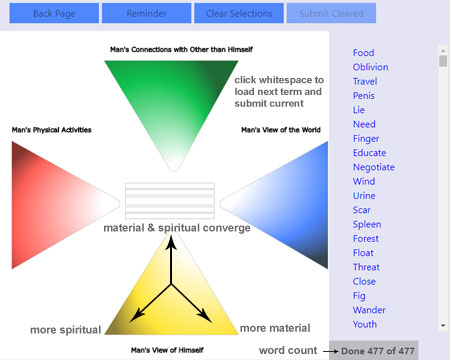 Back Page
Reminder
Clear Selections
Submit Cleared
Man's Connections with Other than Himself
click whitespace to
load next term and
submit current
Man's Physical Activities
Man's View of the World
material & spiritual converge
more spiritual
more material
Man's View of Himself
word count
Food
Oblivion
Travel
Penis
Lie
Need
Finger
Educate
Negotiate
Wind
Urine
Scar
Spleen
Forest
Float
Threat
Close
Fig
Wander
Youth
Done 477 of 477